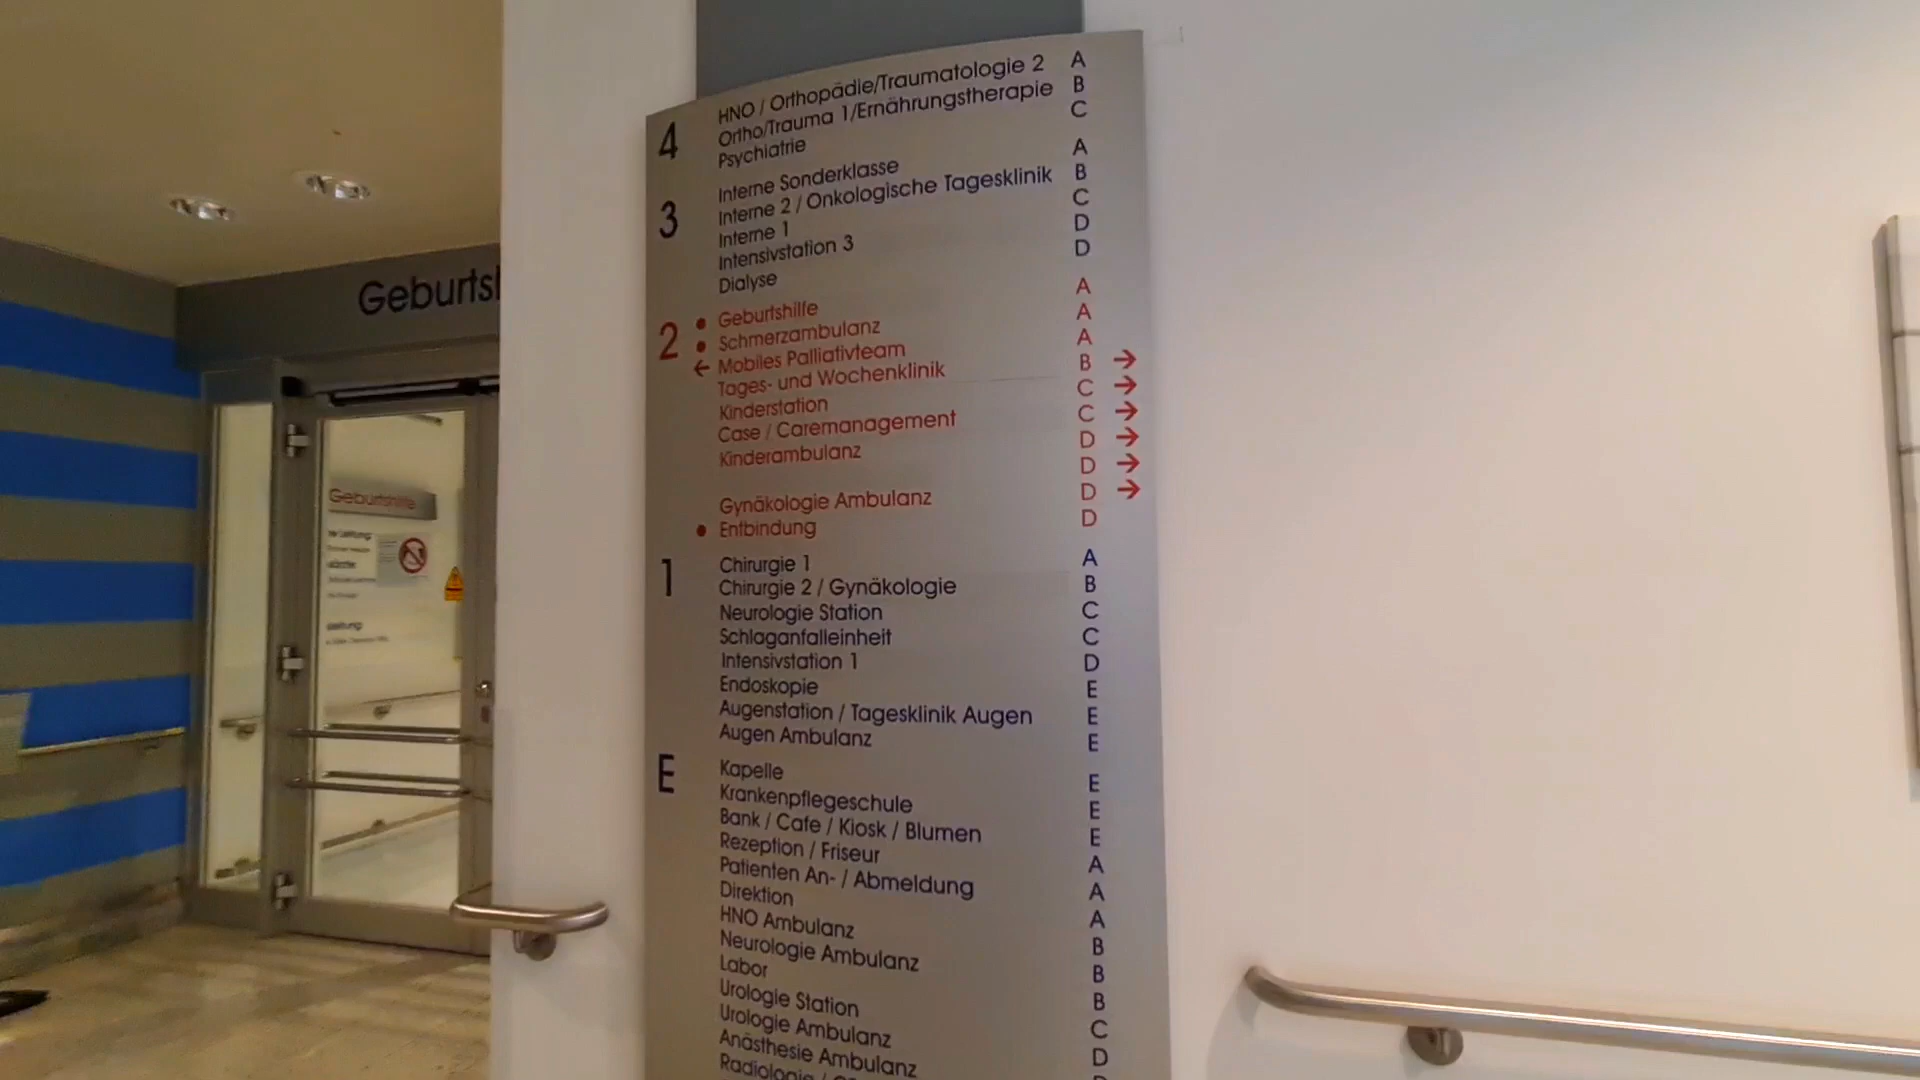 Geburtsh
Geburtshilfe
4
HNO / Orthopädie/Traumatologie 2 A
Ortho/Trauma 1/Ernährungstherapie B
Psychiatrie C
3
Interne Sonderklasse A
Interne 2 / Onkologische Tagesklinik B
Interne 1 C
Intensivstation 3 D
Dialyse D
2
• Geburtshilfe A
• Schmerzambulanz A
← Mobiles Palliativteam A
Tages- und Wochenklinik B →
Kinderstation C →
Case / Caremanagement C →
Kinderambulanz D →
D →
Gynäkologie Ambulanz D →
• Entbindung D
1
Chirurgie 1 A
Chirurgie 2 / Gynäkologie B
Neurologie Station C
Schlaganfalleinheit C
Intensivstation 1 D
Endoskopie E
Augenstation / Tagesklinik Augen E
Augen Ambulanz E
E
Kapelle E
Krankenpflegeschule E
Bank / Cafe / Kiosk / Blumen E
Rezeption / Friseur A
Patienten An- / Abmeldung A
Direktion A
HNO Ambulanz B
Neurologie Ambulanz B
Labor B
Urologie Station C
Urologie Ambulanz D
Anästhesie Ambulanz
Radiologie /